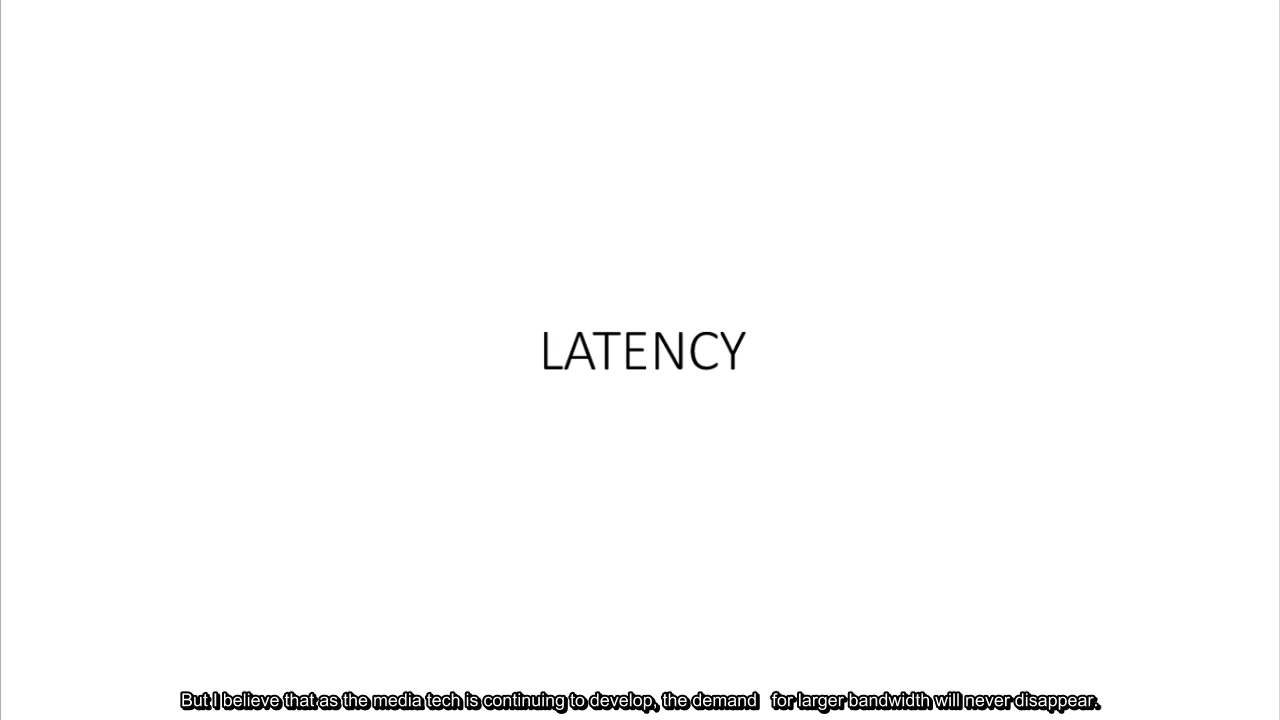 LATENCY
But I believe that as the media tech is continuing to develop, the demand for larger bandwidth will never disappear.